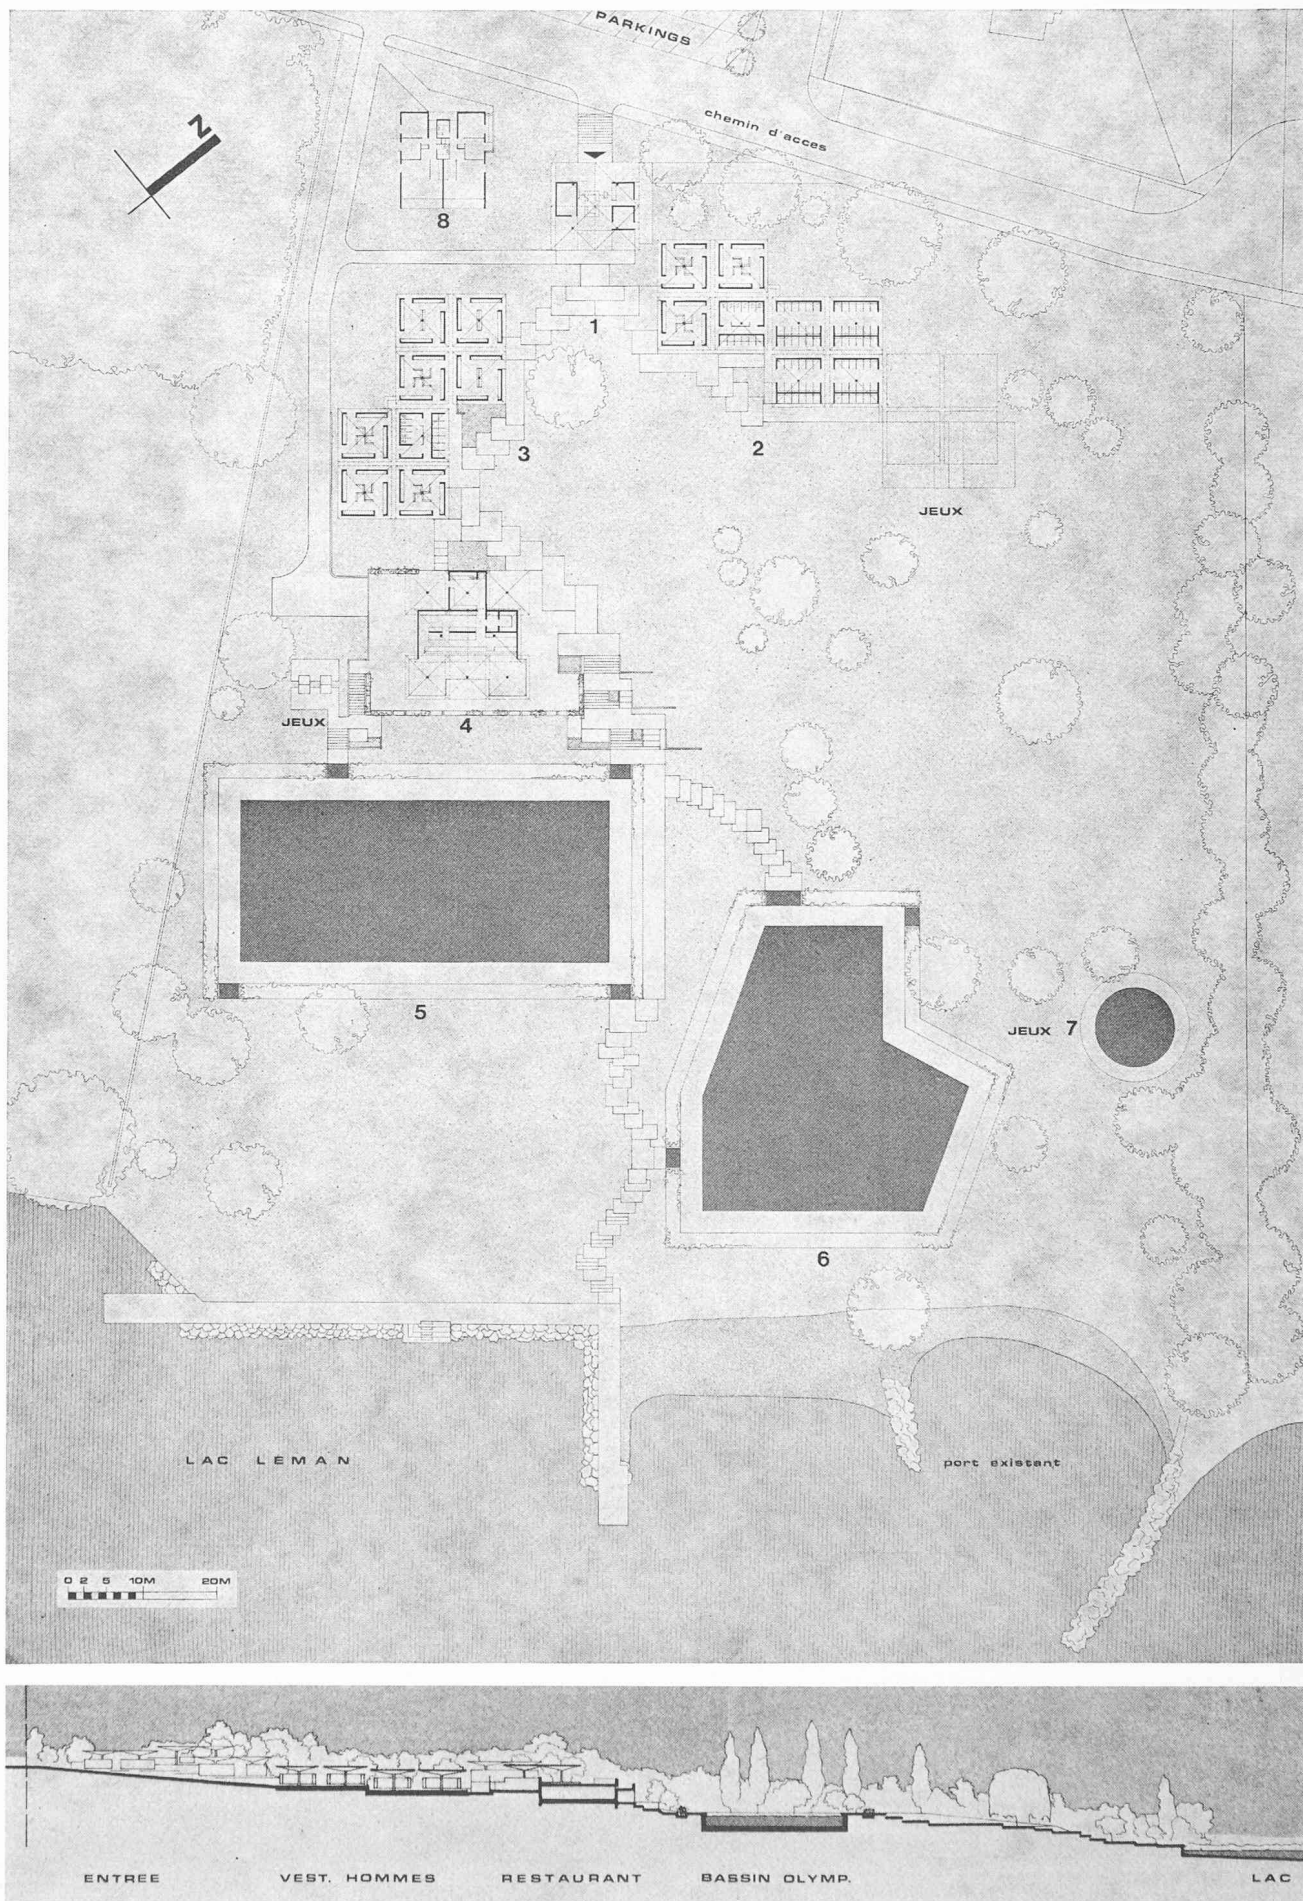 PARKINGS
chemin d'acces
N
8
1
2
3
JEUX
JEUX
4
5
JEUX 7
6
LAC LEMAN
port existant
0 2 5 10M 20M
ENTREE VEST. HOMMES RESTAURANT BASSIN OLYMP. LAC